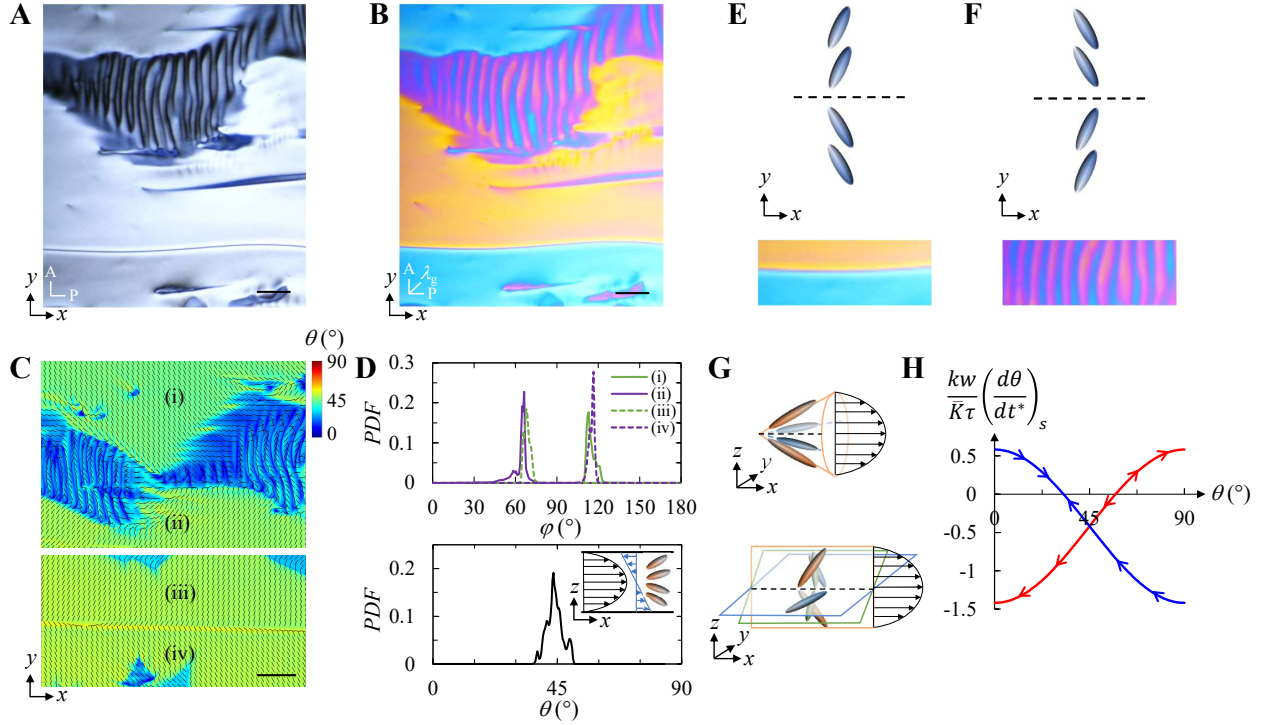 A
A
P
y
x
B
A
λg
P
y
x
E
y
x
F
y
x
C
θ (°)
90
45
0
(i)
(ii)
(iii)
(iv)
y
x
D
0.3
0.2
0.1
0
PDF
(i)
(ii)
(iii)
(iv)
0 30 60 90 120 150 180
φ (°)
0.2
0.1
0
PDF
z
x
0 45 90
θ (°)
G
z
y
x
z
y
x
H
kw
K̄τ
(dθ/dt*)s
0.5
0
-0.5
-1
-1.5
0 45 90
θ (°)